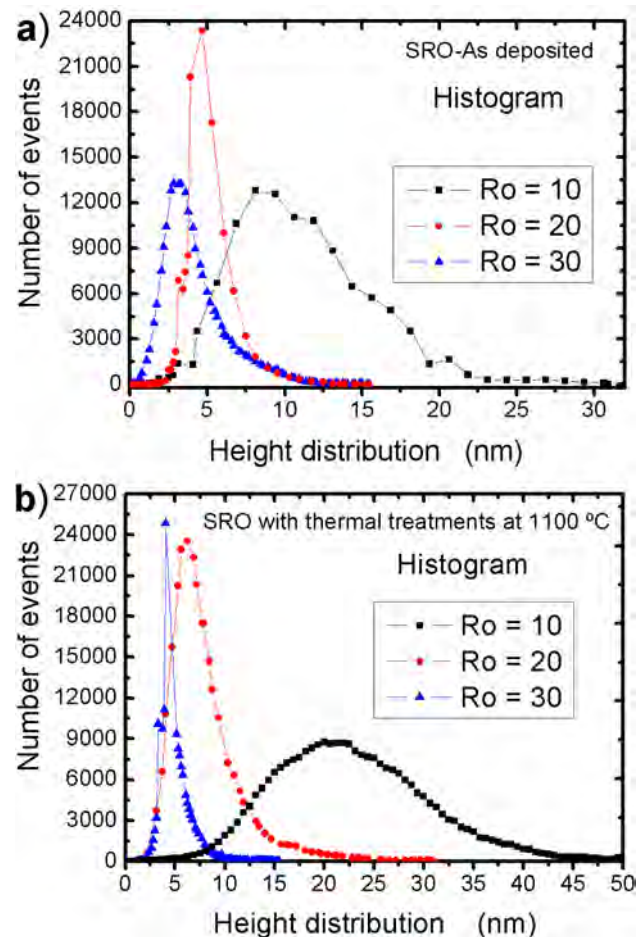 a)
24000
21000
18000
15000
12000
9000
6000
3000
0
Number of events
SRO-As deposited
Histogram
Ro = 10
Ro = 20
Ro = 30
0 5 10 15 20 25 30
Height distribution (nm)
b)
27000
24000
21000
18000
15000
12000
9000
6000
3000
0
Number of events
SRO with thermal treatments at 1100 ºC
Histogram
Ro = 10
Ro = 20
Ro = 30
0 5 10 15 20 25 30 35 40 45 50
Height distribution (nm)